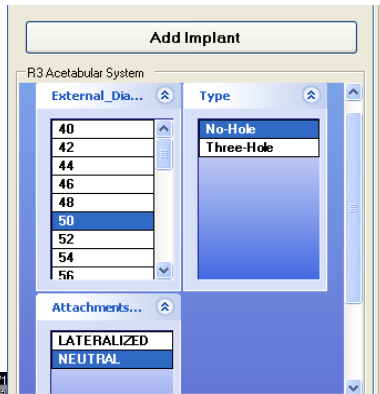 Add Implant
R3 Acetabular System
External_Dia...
40
42
44
46
48
50
52
54
56
Type
No-Hole
Three-Hole
Attachments...
LATERALIZED
NEUTRAL